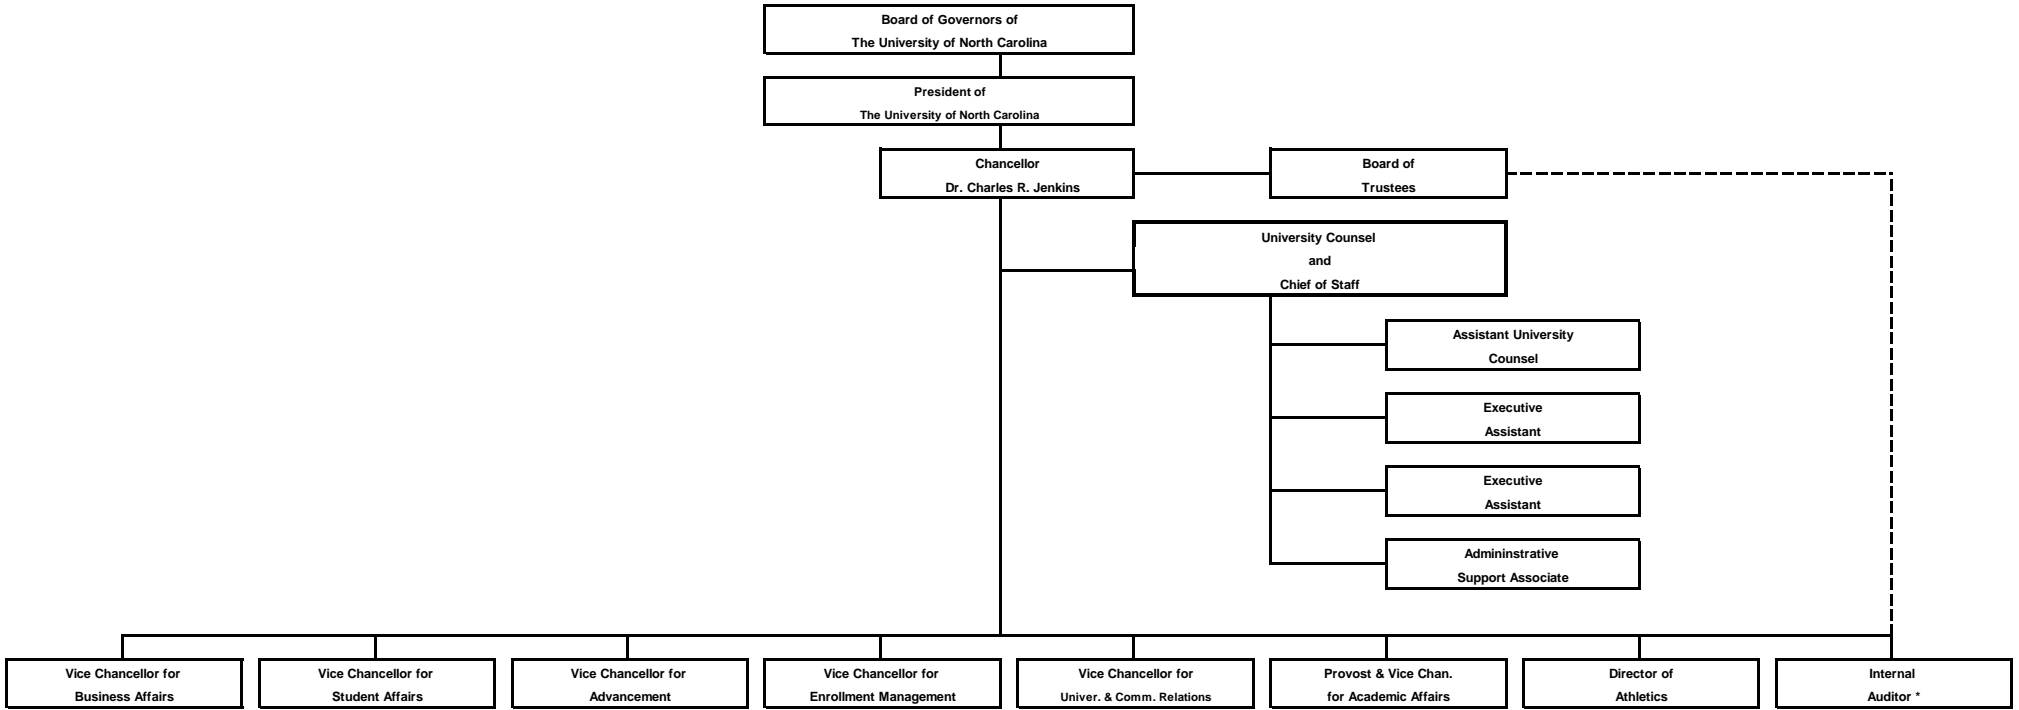 Board of Governors of
The University of North Carolina
President of
The University of North Carolina
Chancellor
Dr. Charles R. Jenkins
Board of
Trustees
University Counsel
and
Chief of Staff
Assistant University
Counsel
Executive
Assistant
Executive
Assistant
Admininstrative
Support Associate
Vice Chancellor for
Business Affairs
Vice Chancellor for
Student Affairs
Vice Chancellor for
Advancement
Vice Chancellor for
Enrollment Management
Vice Chancellor for
Univer. & Comm. Relations
Provost & Vice Chan.
for Academic Affairs
Director of
Athletics
Internal
Auditor *